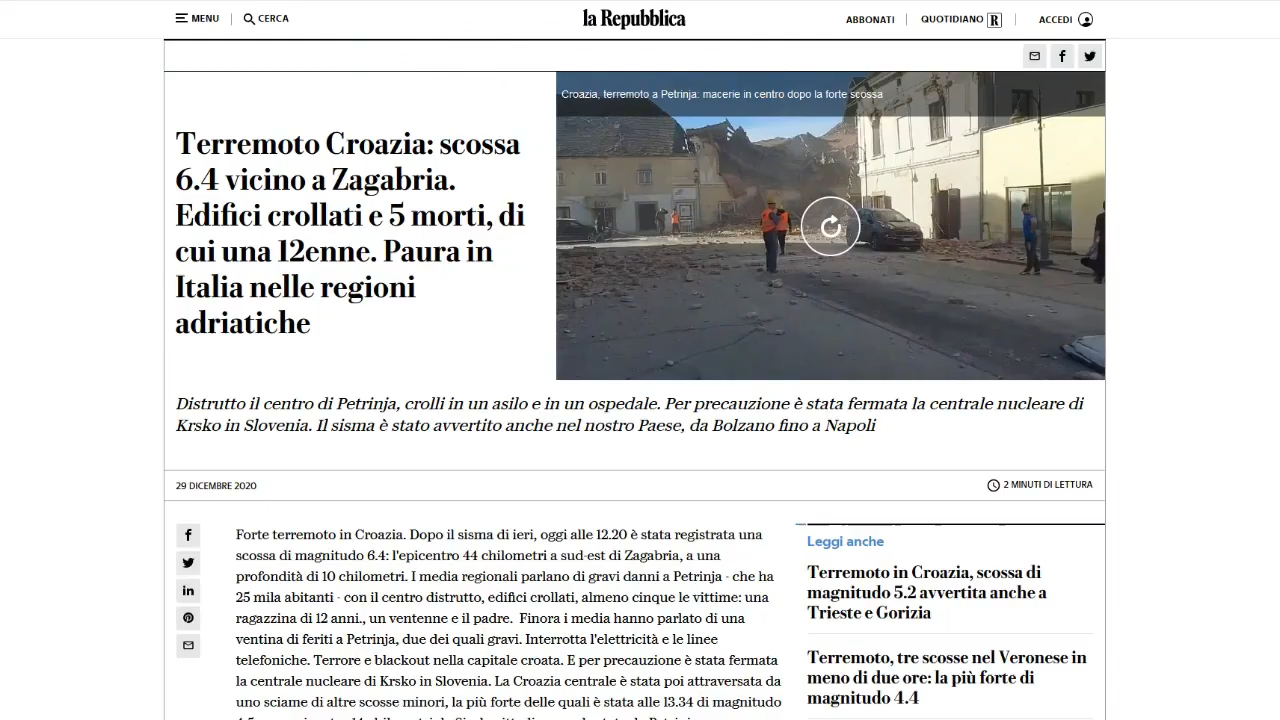 MENU
CERCA
la Repubblica
ABBONATI
QUOTIDIANO R
ACCEDI
Croazia, terremoto a Petrinja: macerie in centro dopo la forte scossa
Terremoto Croazia: scossa
6.4 vicino a Zagabria.
Edifici crollati e 5 morti, di
cui una 12enne. Paura in
Italia nelle regioni
adriatiche
Distrutto il centro di Petrinja, crolli in un asilo e in un ospedale. Per precauzione è stata fermata la centrale nucleare di
Krsko in Slovenia. Il sisma è stato avvertito anche nel nostro Paese, da Bolzano fino a Napoli
29 DICEMBRE 2020
2 MINUTI DI LETTURA
Forte terremoto in Croazia. Dopo il sisma di ieri, oggi alle 12.20 è stata registrata una
scossa di magnitudo 6.4: l'epicentro 44 chilometri a sud-est di Zagabria, a una
profondità di 10 chilometri. I media regionali parlano di gravi danni a Petrinja - che ha
25 mila abitanti - con il centro distrutto, edifici crollati, almeno cinque le vittime: una
ragazzina di 12 anni., un ventenne e il padre. Finora i media hanno parlato di una
ventina di feriti a Petrinja, due dei quali gravi. Interrotta l'elettricità e le linee
telefoniche. Terrore e blackout nella capitale croata. E per precauzione è stata fermata
la centrale nucleare di Krsko in Slovenia. La Croazia centrale è stata poi attraversata da
uno sciame di altre scosse minori, la più forte delle quali è stata alle 13.34 di magnitudo
Leggi anche
Terremoto in Croazia, scossa di
magnitudo 5.2 avvertita anche a
Trieste e Gorizia
Terremoto, tre scosse nel Veronese in
meno di due ore: la più forte di
magnitudo 4.4